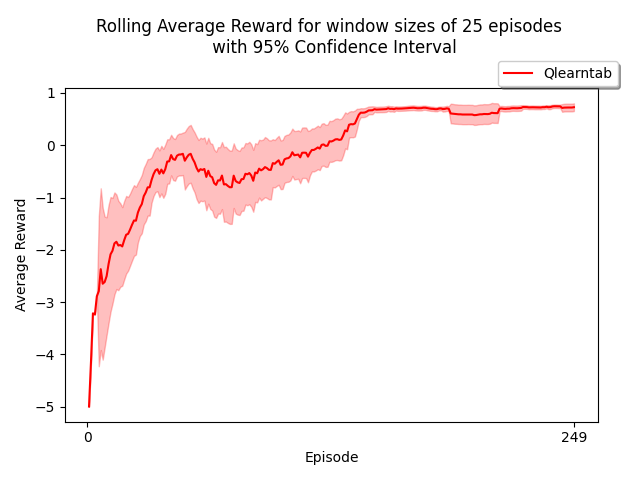 Rolling Average Reward for window sizes of 25 episodes
with 95% Confidence Interval
Qlearntab
1
0
−1
−2
−3
−4
−5
Average Reward
0
249
Episode